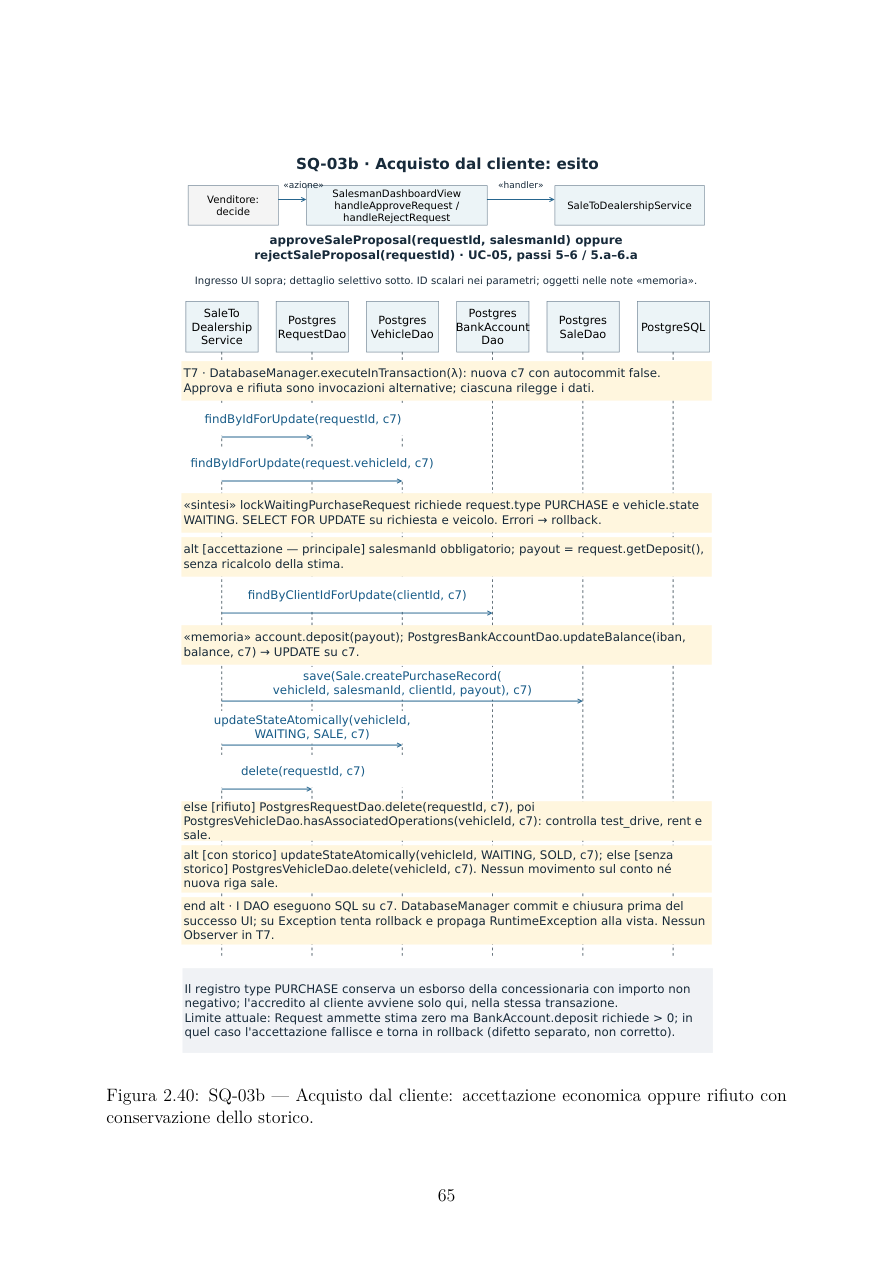 SQ-03b · Acquisto dal cliente: esito
«azione»
«handler»
Venditore:
decide
SalesmanDashboardView
handleApproveRequest /
handleRejectRequest
SaleToDealershipService
approveSaleProposal(requestId, salesmanId) oppure
rejectSaleProposal(requestId) · UC-05, passi 5–6 / 5.a–6.a
Ingresso UI sopra; dettaglio selettivo sotto. ID scalari nei parametri; oggetti nelle note «memoria».
SaleTo
Dealership
Service
Postgres
RequestDao
Postgres
VehicleDao
Postgres
BankAccount
Dao
Postgres
SaleDao
PostgreSQL
T7 · DatabaseManager.executeInTransaction(λ): nuova c7 con autocommit false.
Approva e rifiuta sono invocazioni alternative; ciascuna rilegge i dati.
findByIdForUpdate(requestId, c7)
findByIdForUpdate(request.vehicleId, c7)
«sintesi» lockWaitingPurchaseRequest richiede request.type PURCHASE e vehicle.state
WAITING. SELECT FOR UPDATE su richiesta e veicolo. Errori → rollback.
alt [accettazione — principale] salesmanId obbligatorio; payout = request.getDeposit(),
senza ricalcolo della stima.
findByClientIdForUpdate(clientId, c7)
«memoria» account.deposit(payout); PostgresBankAccountDao.updateBalance(iban,
balance, c7) → UPDATE su c7.
save(Sale.createPurchaseRecord(
vehicleId, salesmanId, clientId, payout), c7)
updateStateAtomically(vehicleId,
WAITING, SALE, c7)
delete(requestId, c7)
else [rifiuto] PostgresRequestDao.delete(requestId, c7), poi
PostgresVehicleDao.hasAssociatedOperations(vehicleId, c7): controlla test_drive, rent e
sale.
alt [con storico] updateStateAtomically(vehicleId, WAITING, SOLD, c7); else [senza
storico] PostgresVehicleDao.delete(vehicleId, c7). Nessun movimento sul conto né
nuova riga sale.
end alt · I DAO eseguono SQL su c7. DatabaseManager commit e chiusura prima del
successo UI; su Exception tenta rollback e propaga RuntimeException alla vista. Nessun
Observer in T7.
Il registro type PURCHASE conserva un esborso della concessionaria con importo non
negativo; l'accredito al cliente avviene solo qui, nella stessa transazione.
Limite attuale: Request ammette stima zero ma BankAccount.deposit richiede > 0; in
quel caso l'accettazione fallisce e torna in rollback (difetto separato, non corretto).
Figura 2.40: SQ-03b — Acquisto dal cliente: accettazione economica oppure rifiuto con
conservazione dello storico.
65